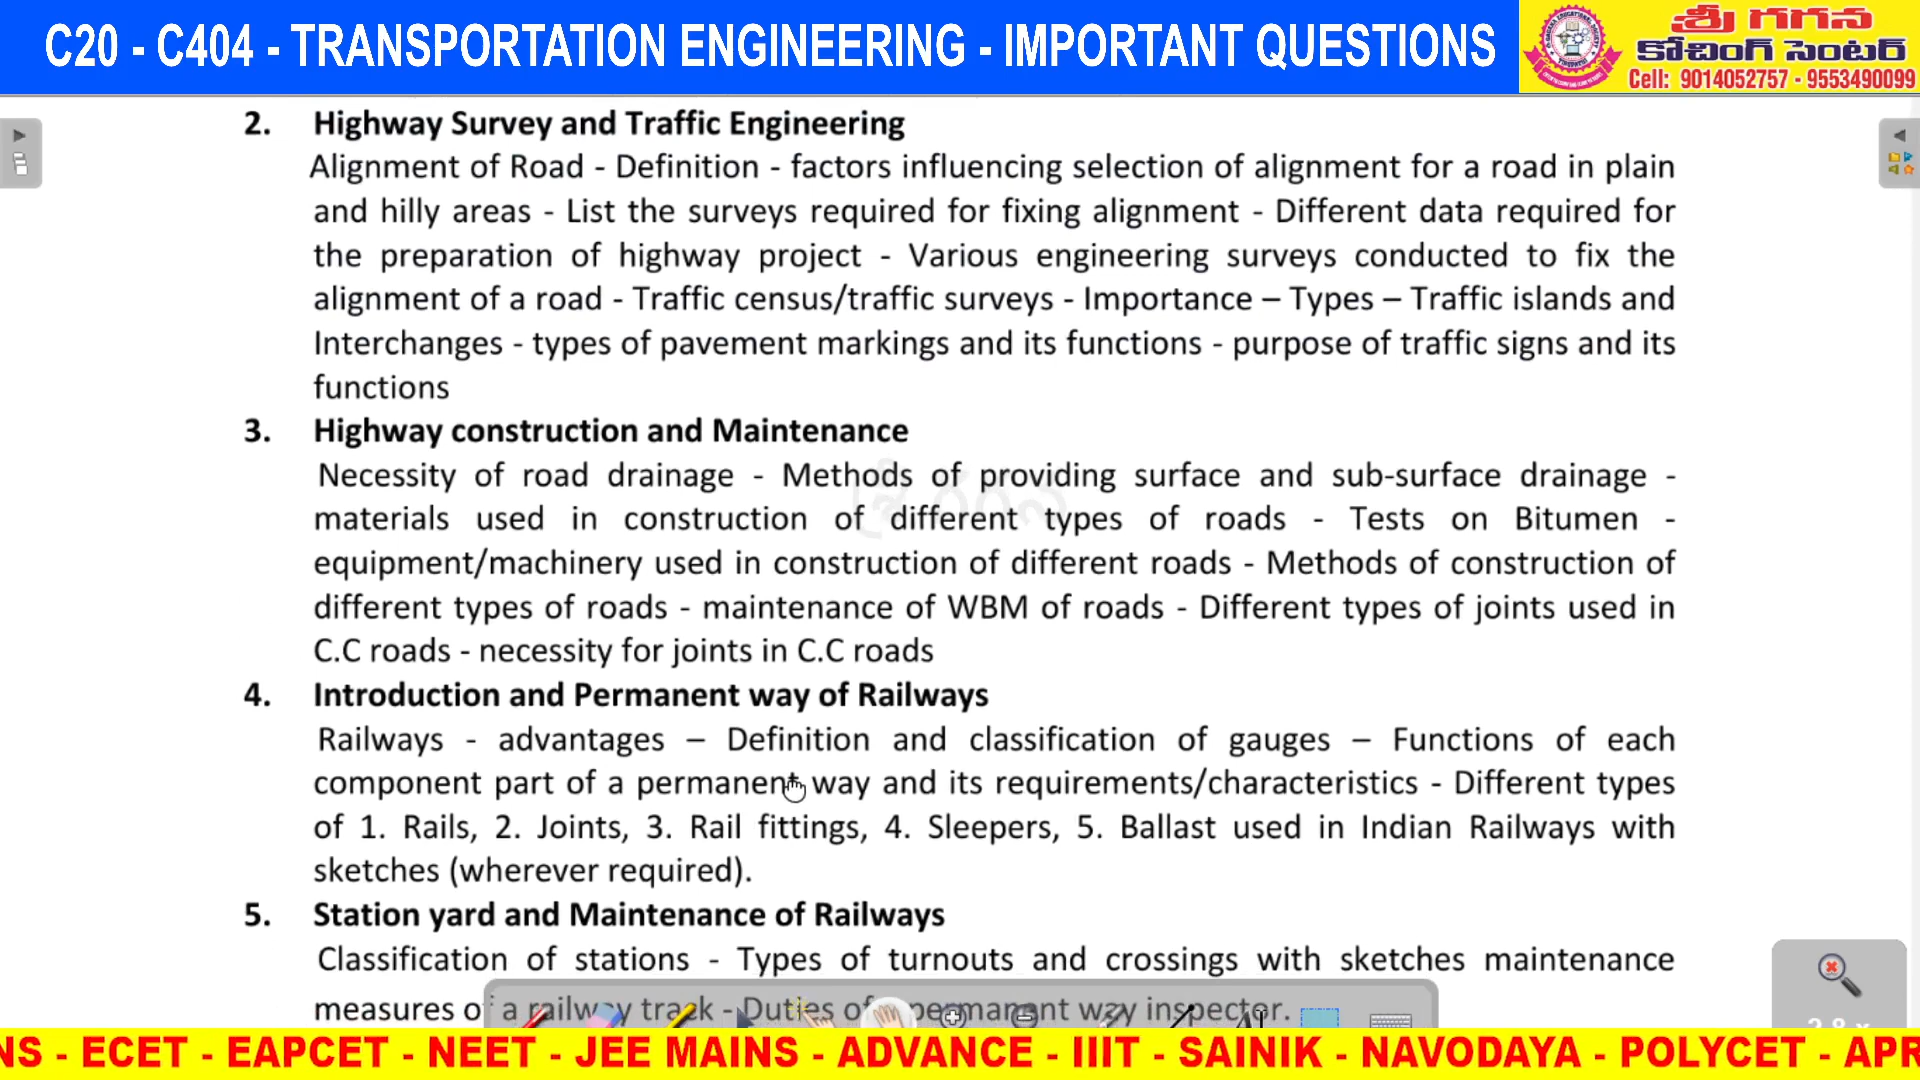 C20 - C404 - TRANSPORTATION ENGINEERING - IMPORTANT QUESTIONS
శ్రీ గగన
కోచింగ్ సెంటర్
Cell: 9014052757 - 9553490099
2. Highway Survey and Traffic Engineering
Alignment of Road - Definition - factors influencing selection of alignment for a road in plain
and hilly areas - List the surveys required for fixing alignment - Different data required for
the preparation of highway project - Various engineering surveys conducted to fix the
alignment of a road - Traffic census/traffic surveys - Importance – Types – Traffic islands and
Interchanges - types of pavement markings and its functions - purpose of traffic signs and its
functions
3. Highway construction and Maintenance
Necessity of road drainage - Methods of providing surface and sub-surface drainage -
materials used in construction of different types of roads - Tests on Bitumen -
equipment/machinery used in construction of different roads - Methods of construction of
different types of roads - maintenance of WBM of roads - Different types of joints used in
C.C roads - necessity for joints in C.C roads
4. Introduction and Permanent way of Railways
Railways - advantages – Definition and classification of gauges – Functions of each
component part of a permanent way and its requirements/characteristics - Different types
of 1. Rails, 2. Joints, 3. Rail fittings, 4. Sleepers, 5. Ballast used in Indian Railways with
sketches (wherever required).
5. Station yard and Maintenance of Railways
Classification of stations - Types of turnouts and crossings with sketches maintenance
measures of a railway track - Duties of permanent way inspector.
NS - ECET - EAPCET - NEET - JEE MAINS - ADVANCE - IIIT - SAINIK - NAVODAYA - POLYCET - APR